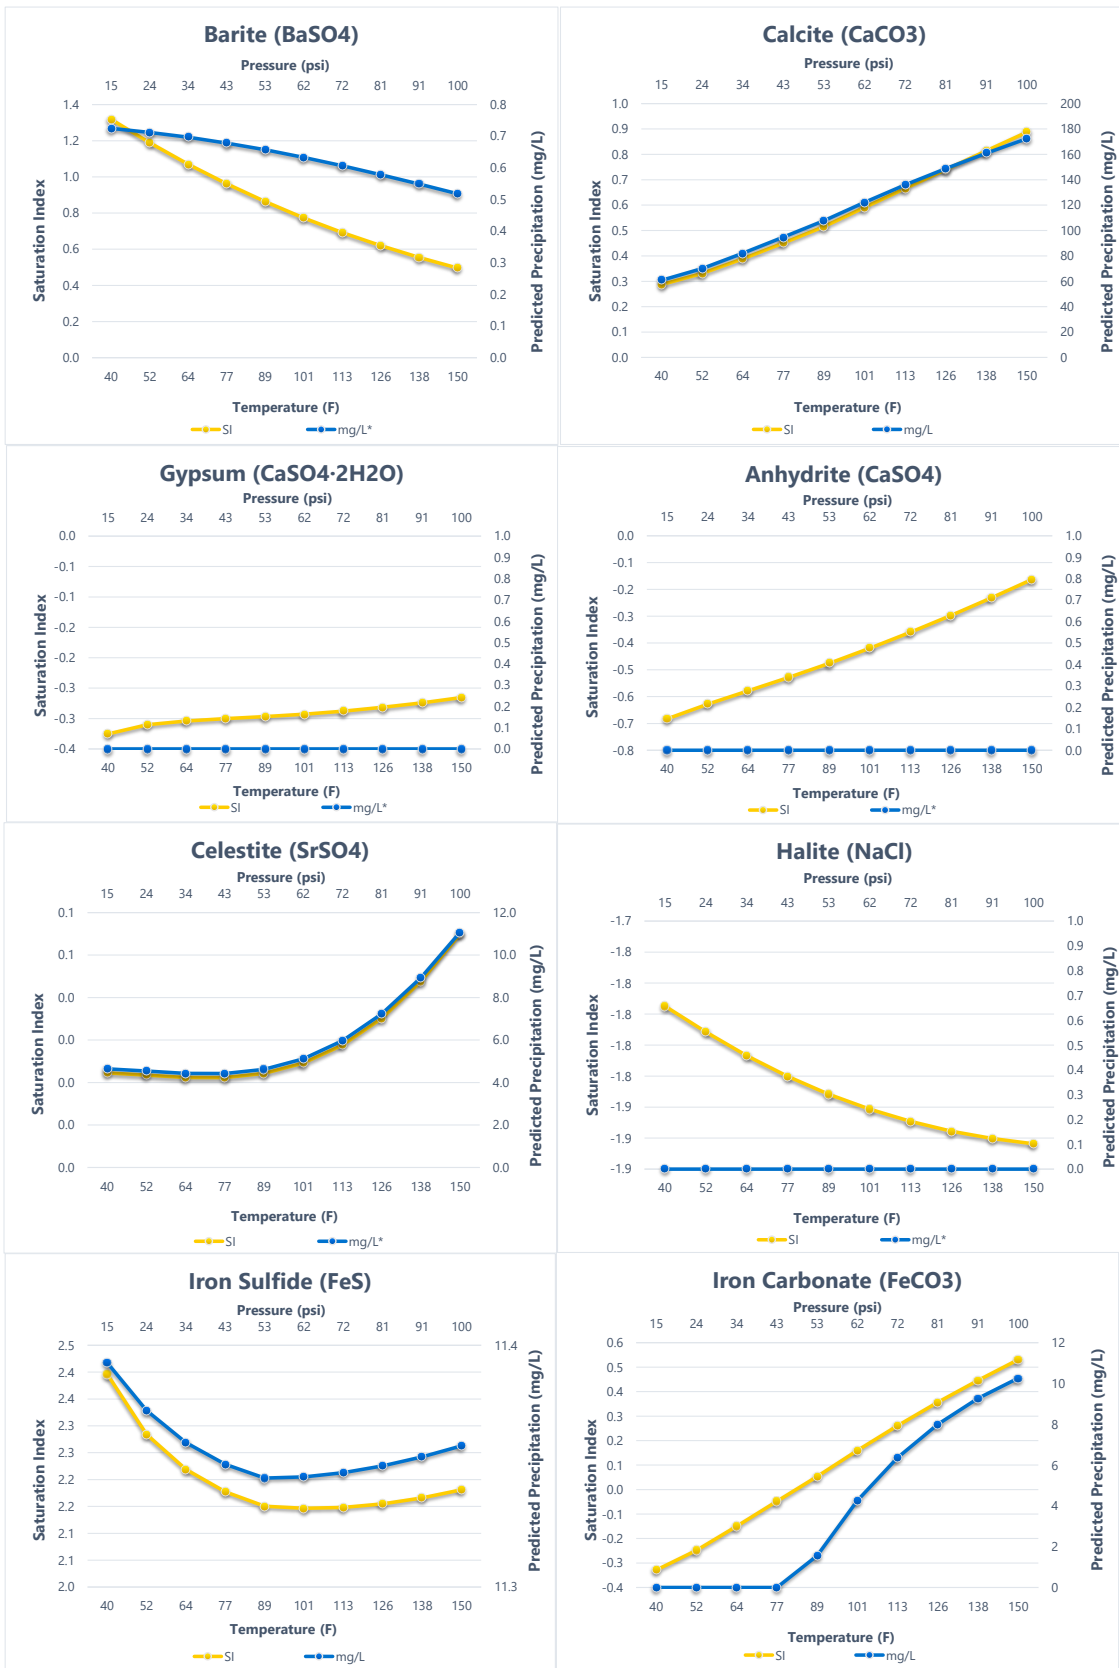 Barite (BaSO4)
Pressure (psi)
15 24 34 43 53 62 72 81 91 100
1.4 0.8
1.2 0.7
1.0 0.6
0.8 0.5
0.6 0.4
0.4 0.3
0.2 0.2
0.0 0.1
0.0
Saturation Index
Predicted Precipitation (mg/L)
40 52 64 77 89 101 113 126 138 150
Temperature (F)
SI mg/L*
Calcite (CaCO3)
Pressure (psi)
15 24 34 43 53 62 72 81 91 100
1.0 200
0.9 180
0.8 160
0.7 140
0.6 120
0.5 100
0.4 80
0.3 60
0.2 40
0.1 20
0.0 0
Saturation Index
Predicted Precipitation (mg/L)
40 52 64 77 89 101 113 126 138 150
Temperature (F)
SI mg/L
Gypsum (CaSO4·2H2O)
Pressure (psi)
15 24 34 43 53 62 72 81 91 100
0.0 1.0
-0.1 0.9
-0.1 0.8
-0.2 0.7
-0.2 0.6
-0.3 0.5
-0.3 0.4
-0.4 0.3
0.2
0.1
0.0
Saturation Index
Predicted Precipitation (mg/L)
40 52 64 77 89 101 113 126 138 150
Temperature (F)
SI mg/L*
Anhydrite (CaSO4)
Pressure (psi)
15 24 34 43 53 62 72 81 91 100
0.0 1.0
-0.1 0.9
-0.2 0.8
-0.3 0.7
-0.4 0.6
-0.5 0.5
-0.6 0.4
-0.7 0.3
-0.8 0.2
0.1
0.0
Saturation Index
Predicted Precipitation (mg/L)
40 52 64 77 89 101 113 126 138 150
Temperature (F)
SI mg/L*
Celestite (SrSO4)
Pressure (psi)
15 24 34 43 53 62 72 81 91 100
0.1 12.0
0.1 10.0
0.0 8.0
0.0 6.0
0.0 4.0
0.0 2.0
0.0 0.0
Saturation Index
Predicted Precipitation (mg/L)
40 52 64 77 89 101 113 126 138 150
Temperature (F)
SI mg/L*
Halite (NaCl)
Pressure (psi)
15 24 34 43 53 62 72 81 91 100
-1.7 1.0
-1.8 0.9
-1.8 0.8
-1.8 0.7
-1.8 0.6
-1.8 0.5
-1.9 0.4
-1.9 0.3
-1.9 0.2
0.1
0.0
Saturation Index
Predicted Precipitation (mg/L)
40 52 64 77 89 101 113 126 138 150
Temperature (F)
SI mg/L*
Iron Sulfide (FeS)
Pressure (psi)
15 24 34 43 53 62 72 81 91 100
2.5 11.4
2.4
2.4
2.3
2.3
2.2
2.2
2.1
2.1
2.0 11.3
Saturation Index
Predicted Precipitation (mg/L)
40 52 64 77 89 101 113 126 138 150
Temperature (F)
SI mg/L
Iron Carbonate (FeCO3)
Pressure (psi)
15 24 34 43 53 62 72 81 91 100
0.6 12
0.5 10
0.4 8
0.3 6
0.2 4
0.1 2
0.0 0
-0.1
-0.2
-0.3
-0.4
Saturation Index
Predicted Precipitation (mg/L)
40 52 64 77 89 101 113 126 138 150
Temperature (F)
SI mg/L